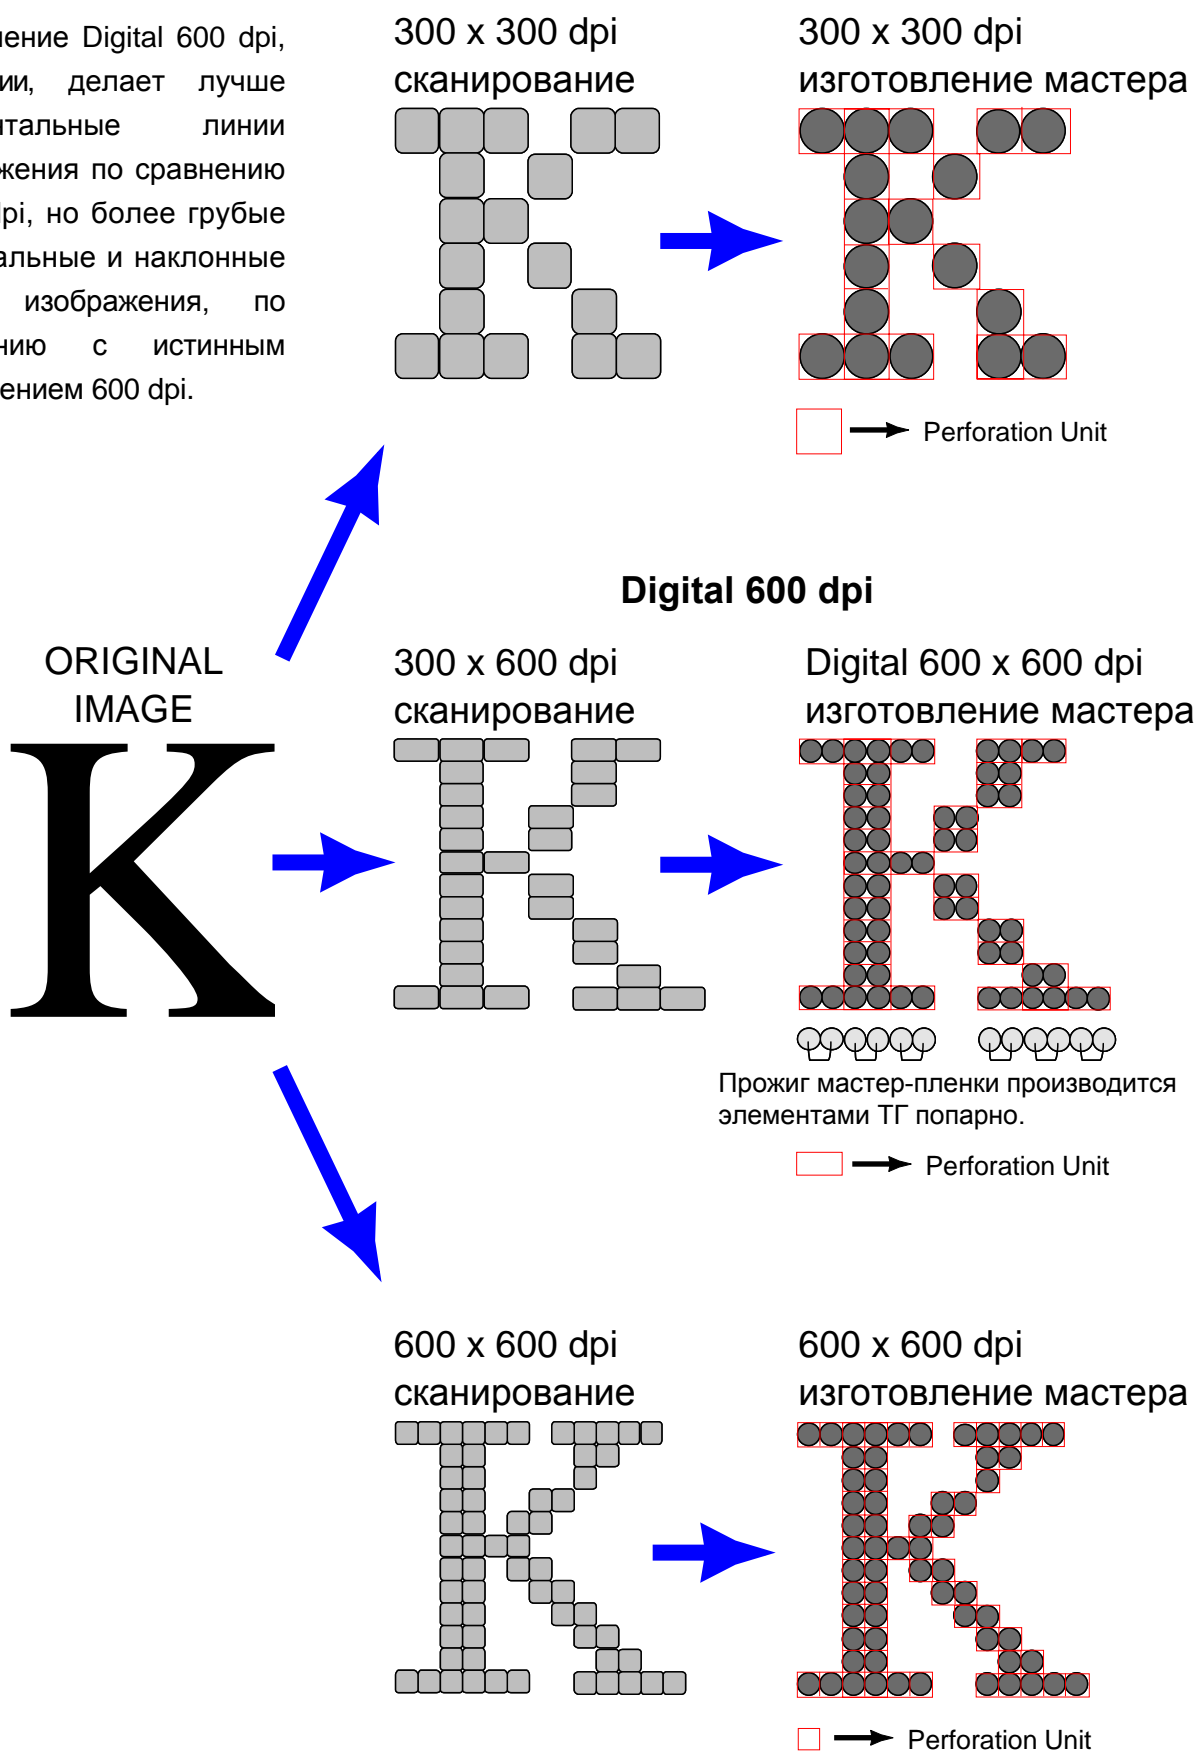 ление Digital 600 dpi,
ии, делает лучше
нтальные линии
жения по сравнению
dpi, но более грубые
альные и наклонные
изображения, по
нию с истинным
ением 600 dpi.
300 x 300 dpi
сканирование
300 x 300 dpi
изготовление мастера
Perforation Unit
Digital 600 dpi
ORIGINAL
IMAGE
K
300 x 600 dpi
сканирование
Digital 600 x 600 dpi
изготовление мастера
Прожиг мастер-пленки производится
элементами ТГ попарно.
Perforation Unit
600 x 600 dpi
сканирование
600 x 600 dpi
изготовление мастера
Perforation Unit